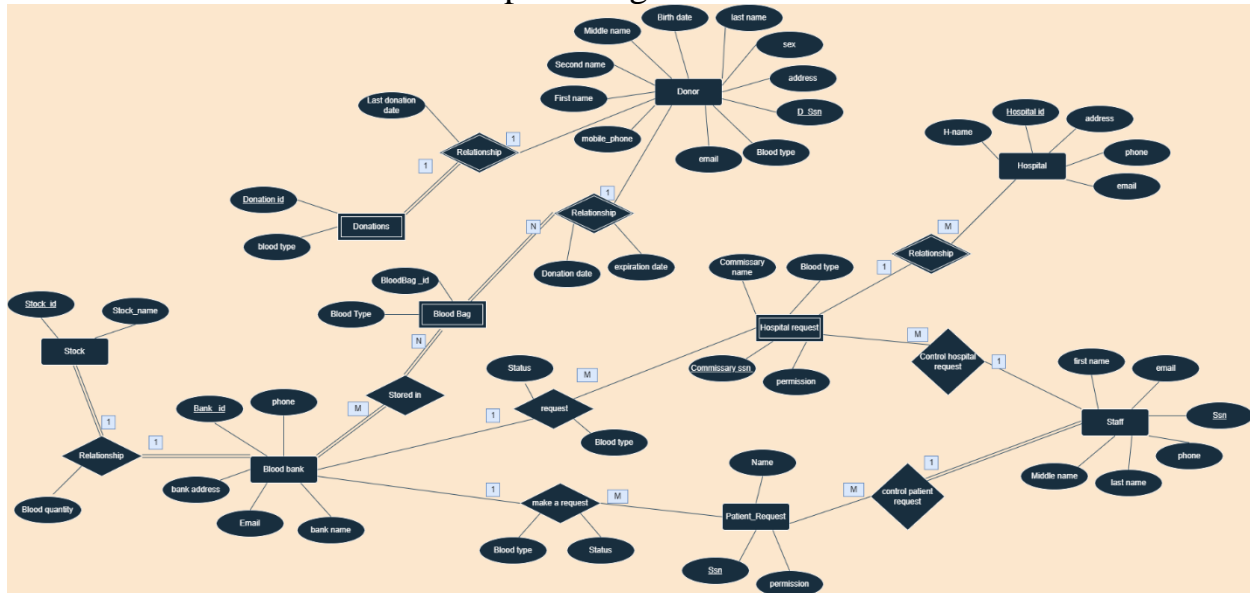 Birth date
last name
Middle name
sex
Second name
Donor
address
First name
D_Ssn
mobile_phone
email
Blood type
Last donation
date
1
Relationship
1
Donation id
Donations
blood type
Hospital id
address
H-name
Hospital
phone
email
M
Relationship
1
1
Relationship
N
Donation date
expiration date
BloodBag _id
Blood Type
Blood Bag
N
Stored in
M
Commissary
name
Blood type
Hospital request
Commissary ssn
permission
M
Control hospital
request
1
Stock_id
Stock_name
Stock
1
Relationship
1
Blood quantity
Status
M
request
1
Blood type
Bank _id
phone
Blood bank
bank address
Email
bank name
first name
email
Ssn
Staff
phone
Middle name
last name
1
control patient
request
M
Name
1
make a request
M
Patient_Request
Blood type
Status
Ssn
permission